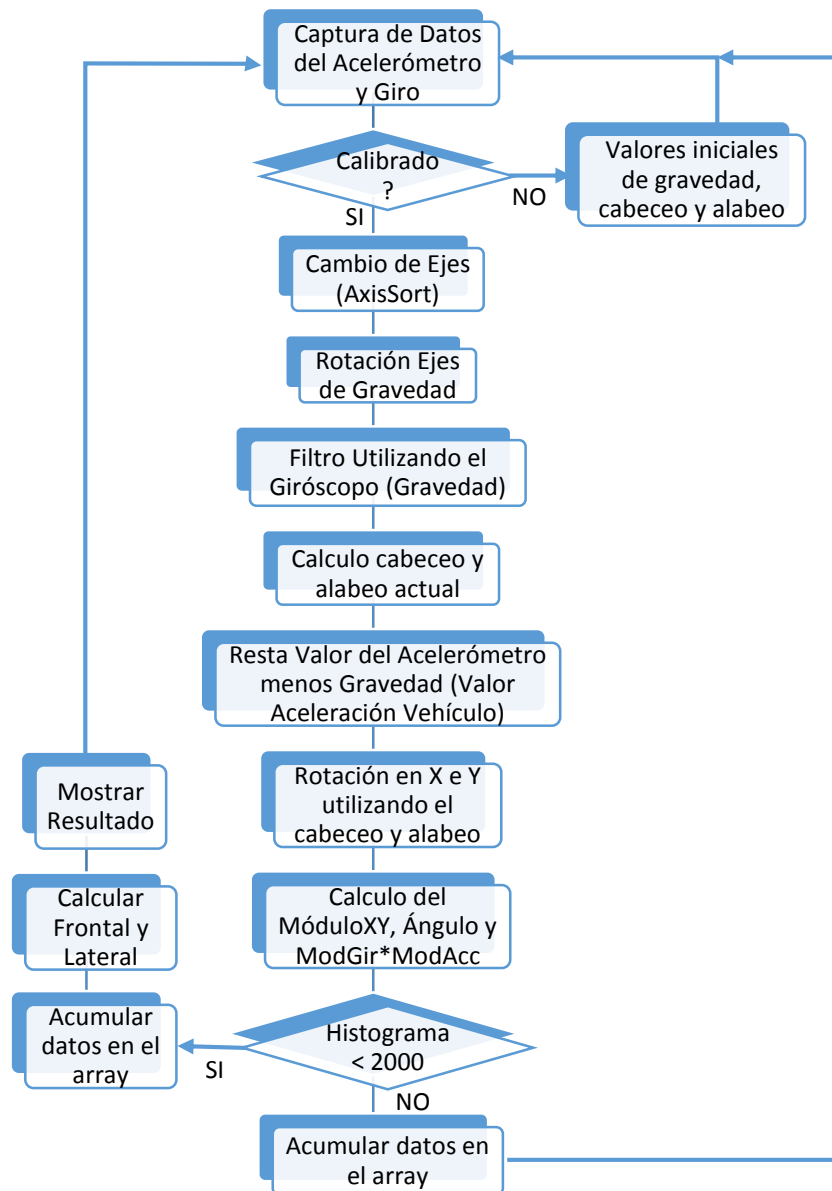 Captura de Datos
del Acelerómetro
y Giro
Calibrado
?
NO
SI
Valores iniciales
de gravedad,
cabeceo y alabeo
Cambio de Ejes
(AxisSort)
Rotación Ejes
de Gravedad
Filtro Utilizando el
Giróscopo (Gravedad)
Calculo cabeceo y
alabeo actual
Resta Valor del Acelerómetro
menos Gravedad (Valor
Aceleración Vehículo)
Rotación en X e Y
utilizando el
cabeceo y alabeo
Calculo del
MóduloXY, Ángulo y
ModGir*ModAcc
Histograma
< 2000
SI
NO
Acumular
datos en el
array
Calcular
Frontal y
Lateral
Mostrar
Resultado
Acumular datos en
el array